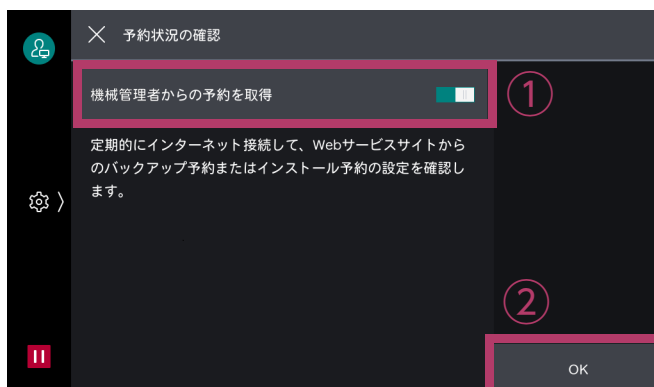 予約状況の確認
機械管理者からの予約を取得
①
定期的にインターネット接続して、Webサービスサイトから
のバックアップ予約またはインストール予約の設定を確認し
ます。
②
OK